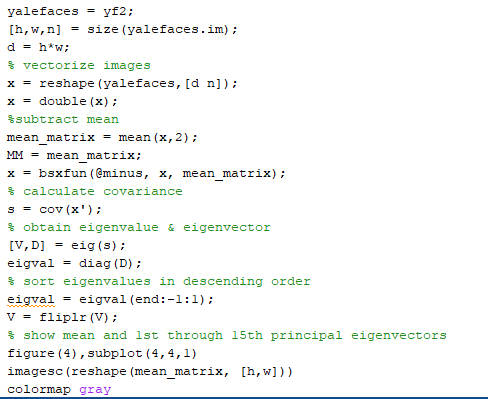 yalefaces = yf2;
[h,w,n] = size(yalefaces.im);
d = h*w;
% vectorize images
x = reshape(yalefaces,[d n]);
x = double(x);
%subtract mean
mean_matrix = mean(x,2);
MM = mean_matrix;
x = bsxfun(@minus, x, mean_matrix);
% calculate covariance
s = cov(x');
% obtain eigenvalue & eigenvector
[V,D] = eig(s);
eigval = diag(D);
% sort eigenvalues in descending order
eigval = eigval(end:-1:1);
V = fliplr(V);
% show mean and 1st through 15th principal eigenvectors
figure(4),subplot(4,4,1)
imagesc(reshape(mean_matrix, [h,w]))
colormap gray